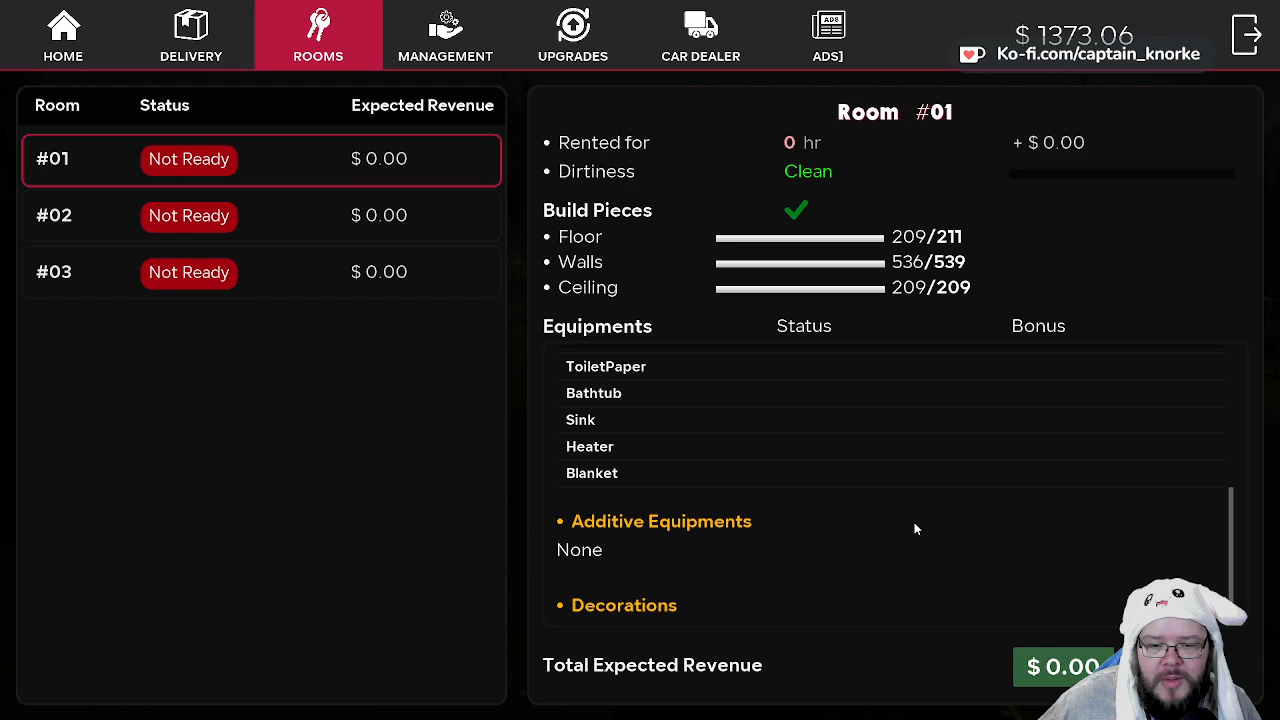 HOME
DELIVERY
ROOMS
MANAGEMENT
UPGRADES
CAR DEALER
ADS
ADS]
$ 1373.06
Ko-fi.com/captain_knorke
Room Status Expected Revenue
#01 Not Ready $ 0.00
#02 Not Ready $ 0.00
#03 Not Ready $ 0.00
Room #01
• Rented for 0 hr + $ 0.00
• Dirtiness Clean
Build Pieces
• Floor 209/211
• Walls 536/539
• Ceiling 209/209
Equipments Status Bonus
ToiletPaper
Bathtub
Sink
Heater
Blanket
• Additive Equipments
None
• Decorations
Total Expected Revenue $ 0.00